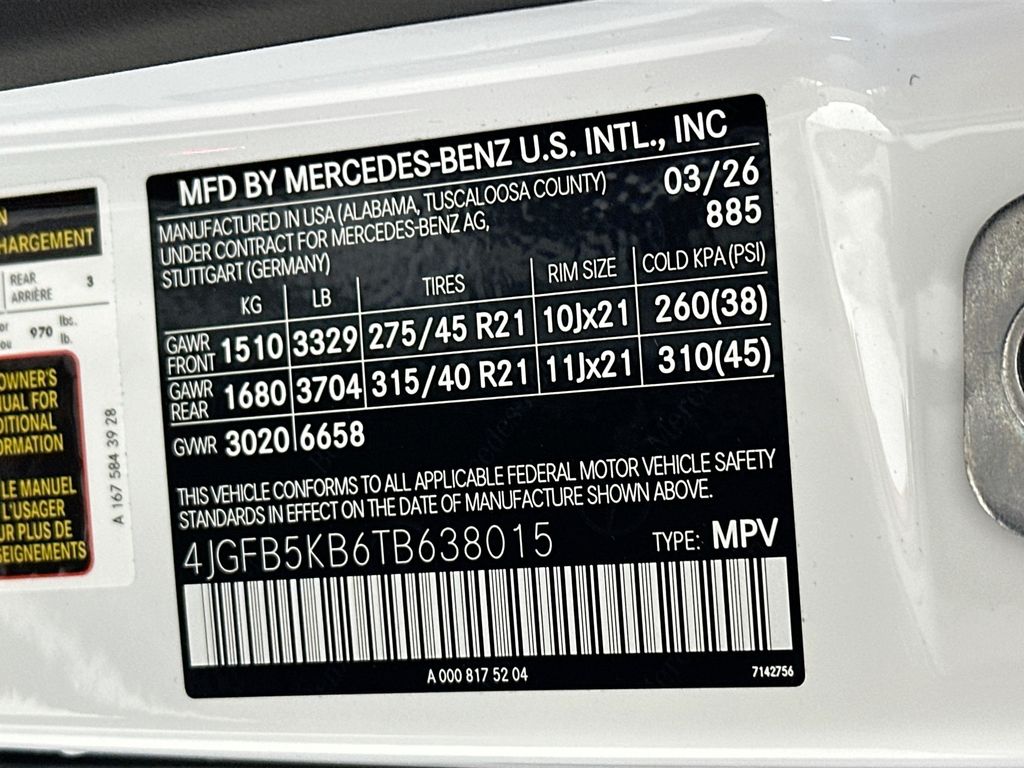 N
HARGEMENT
REAR
ARRIÈRE
3
or
ou
970
lbs.
lb.
OWNER'S
NUAL FOR
DITIONAL
ORMATION
LE MANUEL
L'USAGER
UR PLUS DE
SEIGNEMENTS
A 167 584 39 28
MFD BY MERCEDES-BENZ U.S. INTL., INC
MANUFACTURED IN USA (ALABAMA, TUSCALOOSA COUNTY) 03/26
UNDER CONTRACT FOR MERCEDES-BENZ AG, 885
STUTTGART (GERMANY)
KG LB TIRES RIM SIZE COLD KPA (PSI)
GAWR FRONT 1510 3329 275/45 R21 10Jx21 260(38)
GAWR REAR 1680 3704 315/40 R21 11Jx21 310(45)
GVWR 3020 6658
THIS VEHICLE CONFORMS TO ALL APPLICABLE FEDERAL MOTOR VEHICLE SAFETY
STANDARDS IN EFFECT ON THE DATE OF MANUFACTURE SHOWN ABOVE.
4JGFB5KB6TB638015 TYPE: MPV
A 000 817 52 04 7142756